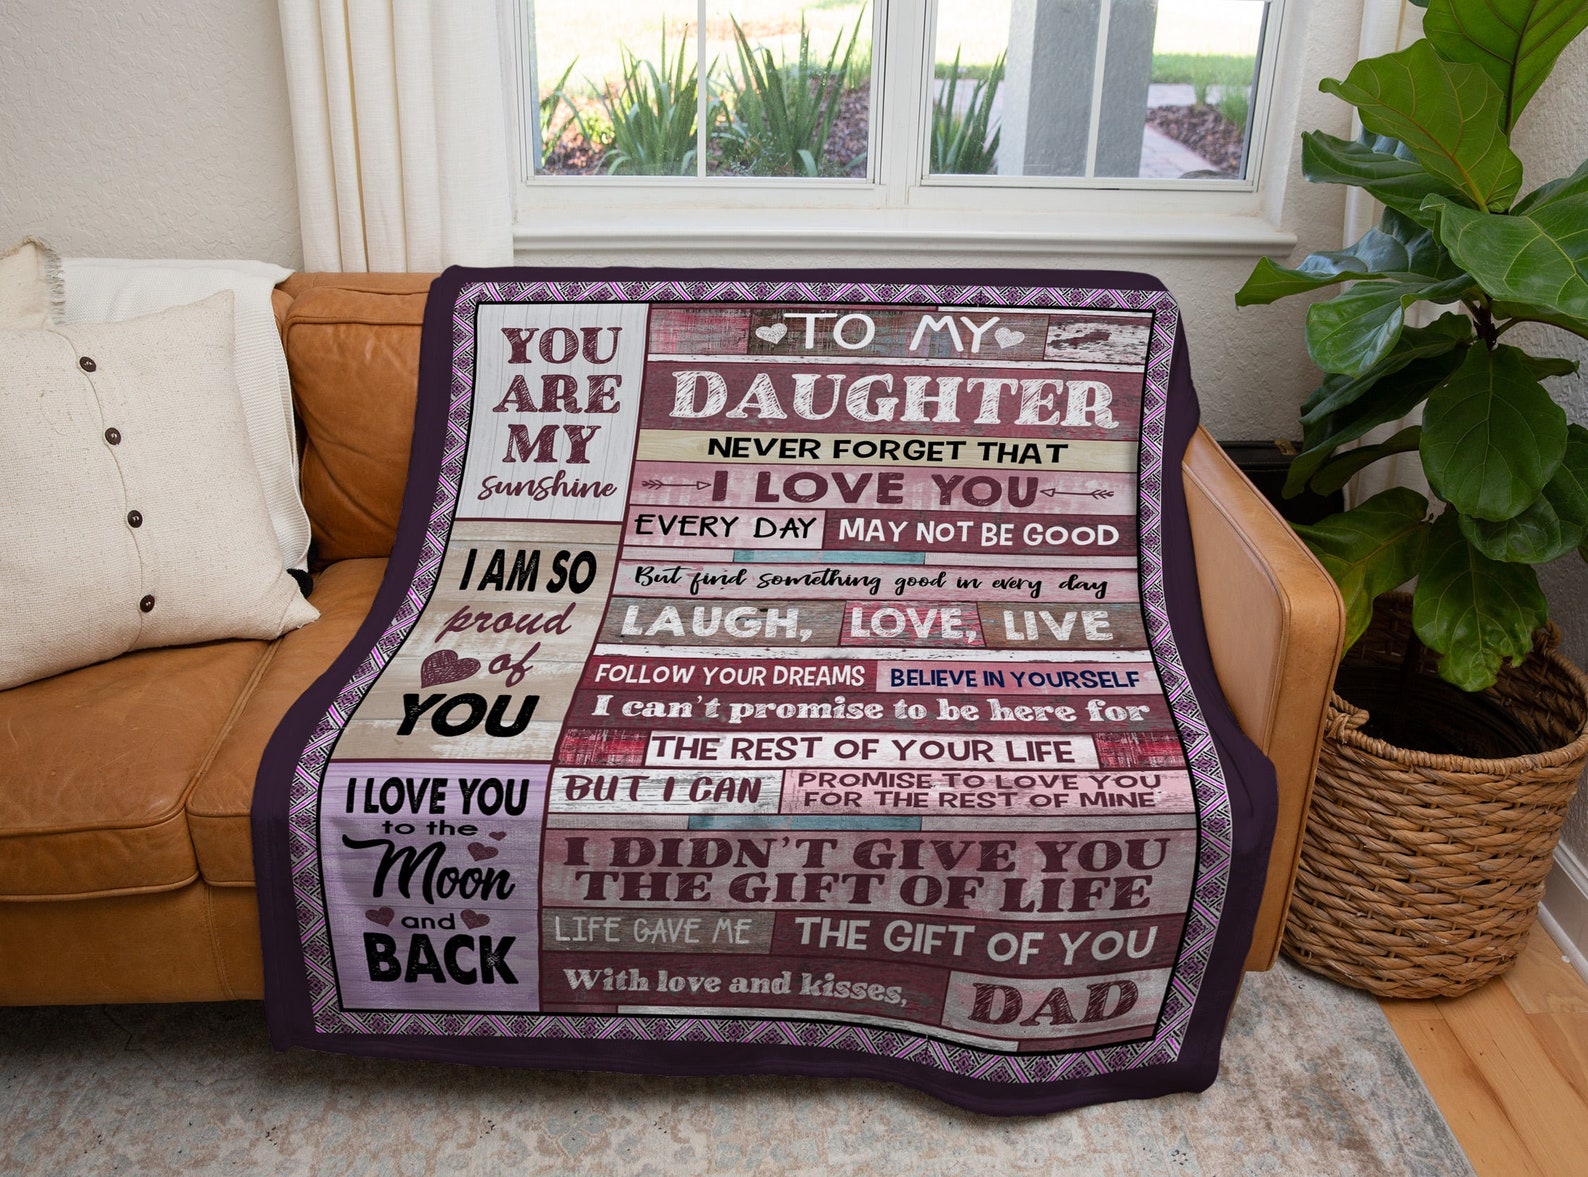 YOU
ARE
MY
sunshine
I AM SO
proud
of
YOU
I LOVE YOU
to the
Moon
and
BACK
TO MY
DAUGHTER
NEVER FORGET THAT
I LOVE YOU
EVERY DAY MAY NOT BE GOOD
But find something good in every day
LAUGH, LOVE, LIVE
FOLLOW YOUR DREAMS BELIEVE IN YOURSELF
I can't promise to be here for
THE REST OF YOUR LIFE
BUT I CAN PROMISE TO LOVE YOU
FOR THE REST OF MINE
I DIDN'T GIVE YOU
THE GIFT OF LIFE
LIFE GAVE ME THE GIFT OF YOU
With love and kisses, DAD